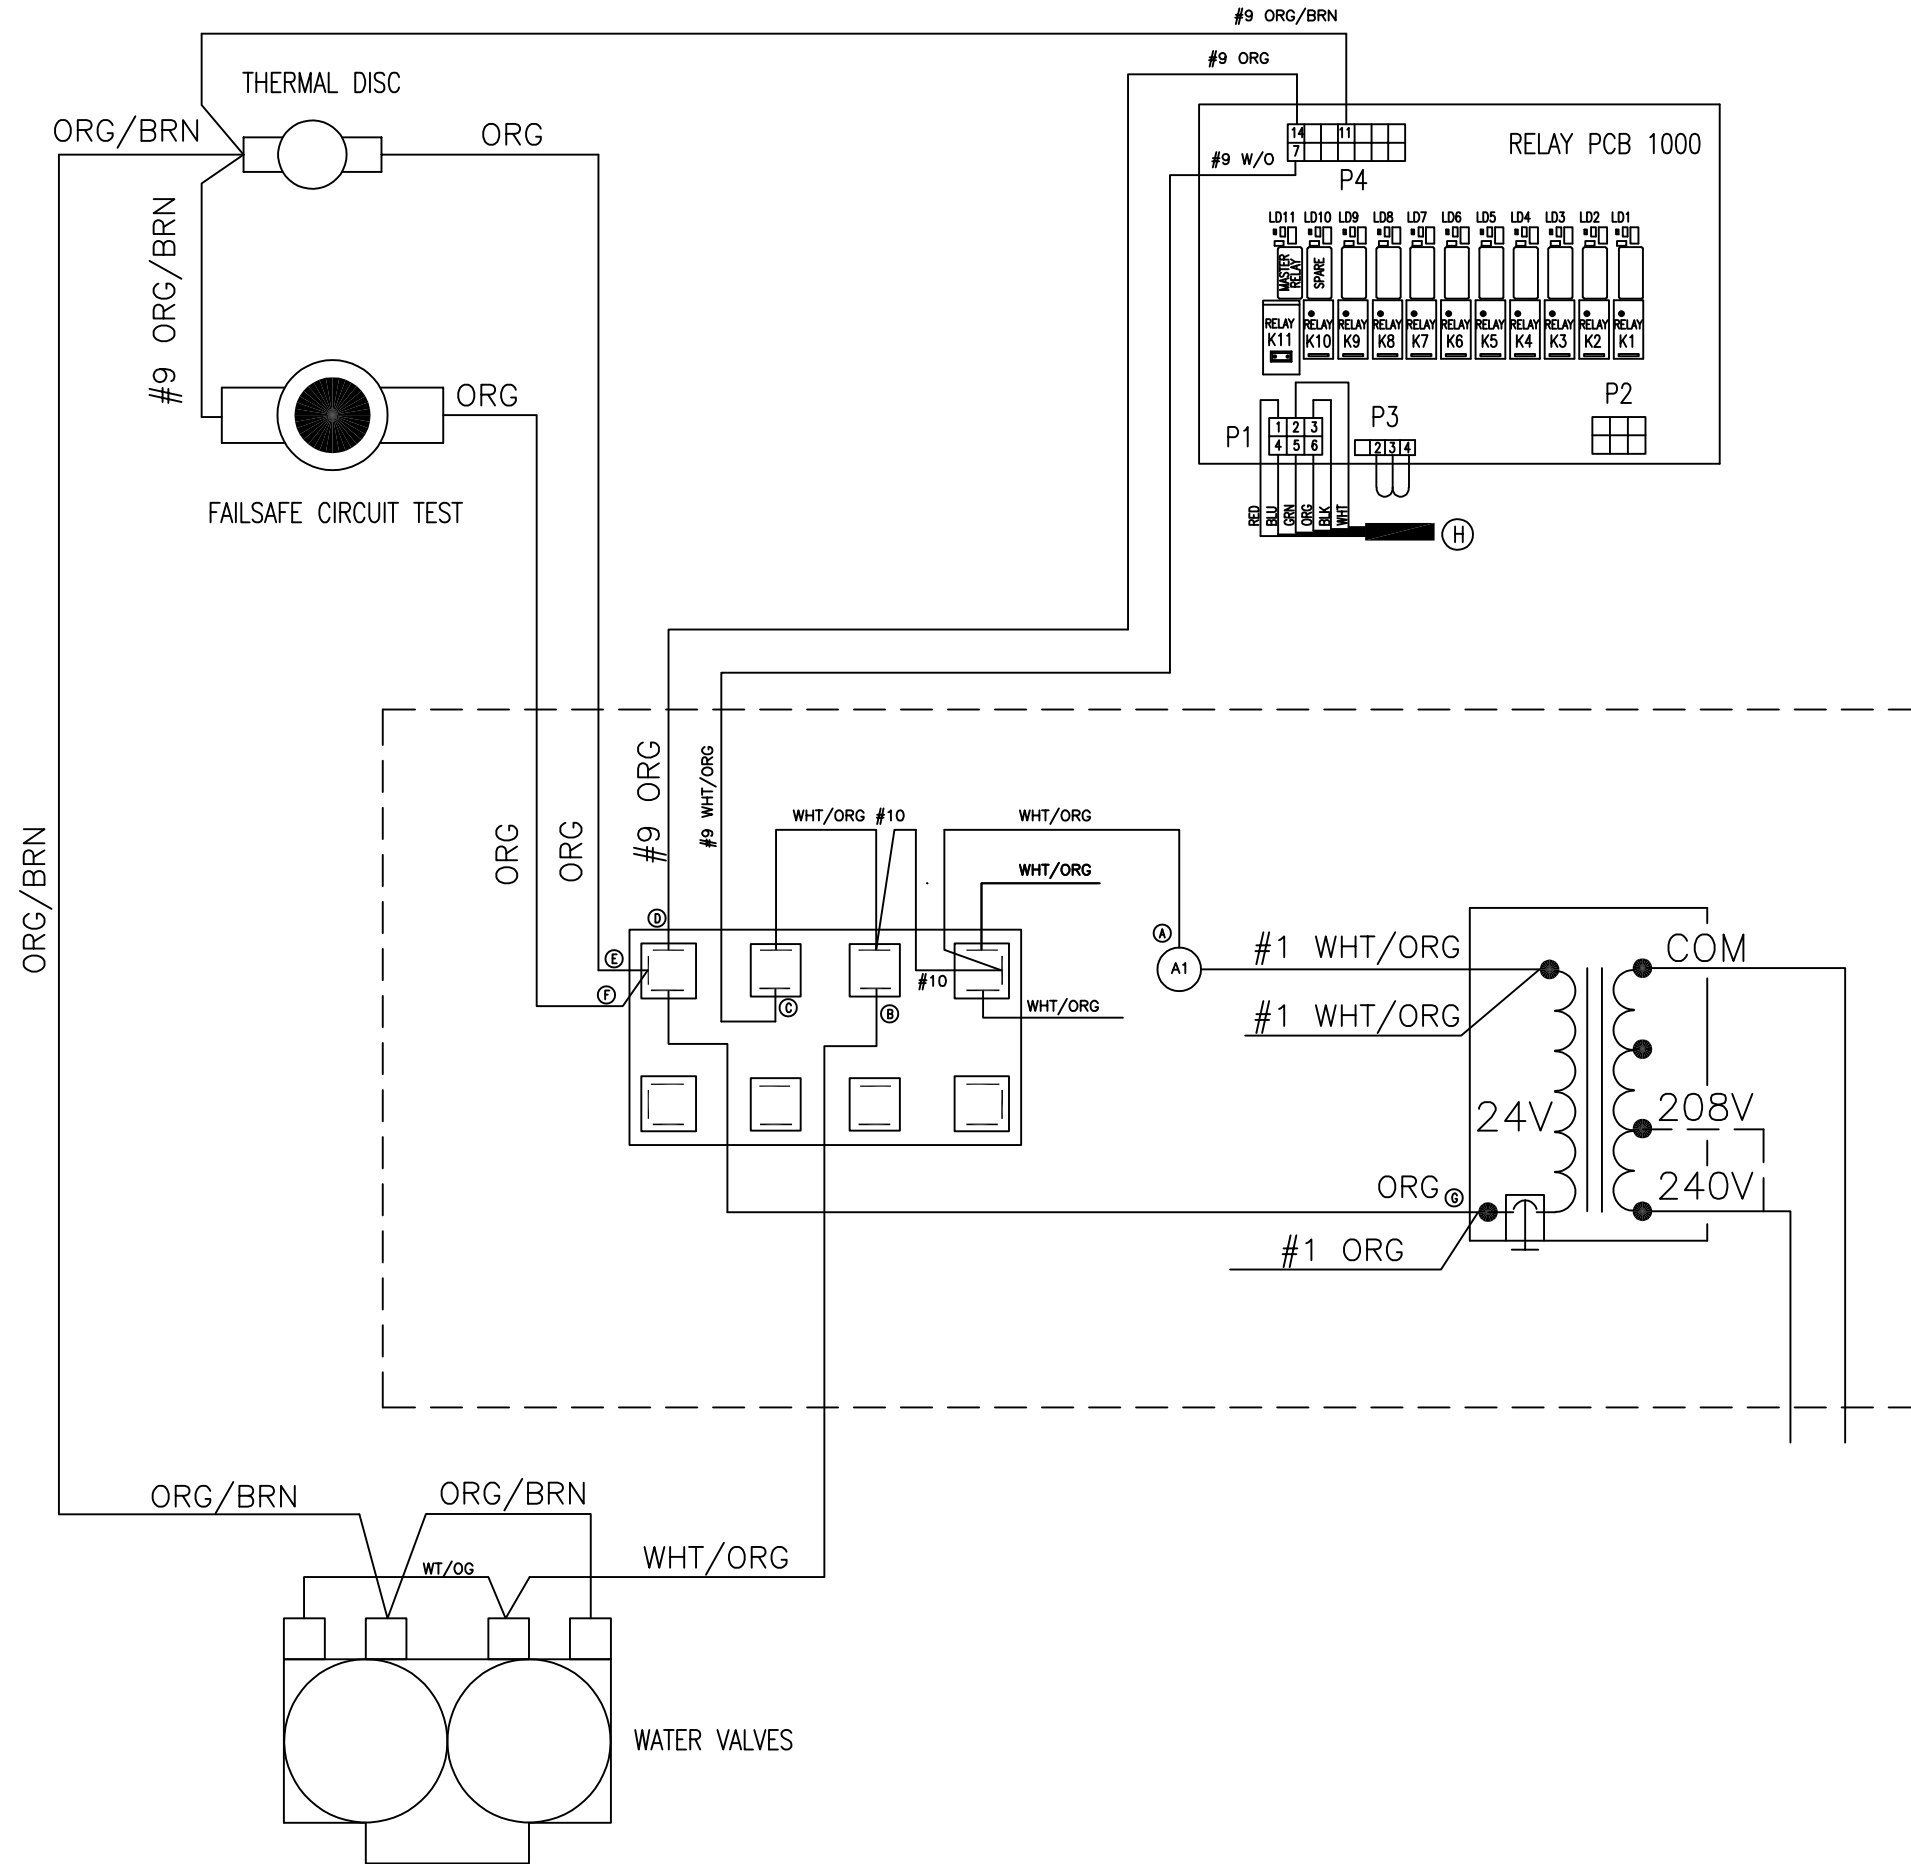 #9 ORG/BRN
#9 ORG
THERMAL DISC
ORG/BRN
ORG
14 11
7
RELAY PCB 1000
#9 W/O
P4
#9 ORG/BRN
LD11 LD10 LD9 LD8 LD7 LD6 LD5 LD4 LD3 LD2 LD1
MASTER
RELAY
SPARE
RELAY RELAY RELAY RELAY RELAY RELAY RELAY RELAY RELAY RELAY RELAY
K11 K10 K9 K8 K7 K6 K5 K4 K3 K2 K1
ORG
P2
P3
P1
1 2 3
4 5 6
2 3 4
FAILSAFE CIRCUIT TEST
RED
BLU
GRN
ORG
BLK
WHT
H
ORG/BRN
ORG
ORG
#9 ORG
#9 WHT/ORG
WHT/ORG #10
WHT/ORG
WHT/ORG
D
A
E
#10
A1
F
C
B
WHT/ORG
#1 WHT/ORG
COM
#1 WHT/ORG
24V
208V
240V
ORG
G
#1 ORG
ORG/BRN
ORG/BRN
WT/OG
WHT/ORG
WATER VALVES